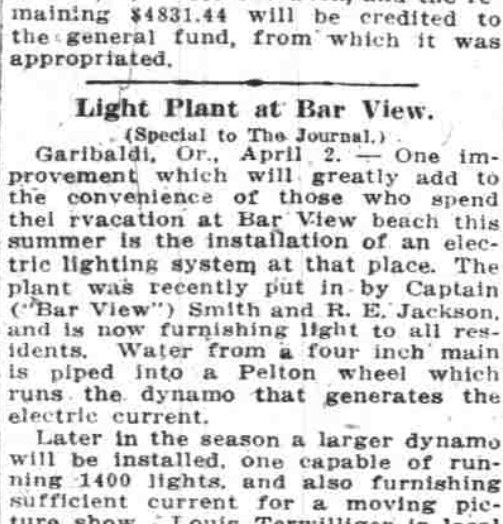 maining $4831.44 will be credited to
the general fund, from which it was
appropriated.
Light Plant at Bar View.
(Special to The Journal.)
Garibaldi, Or., April 2. — One im-
provement which will greatly add to
the convenience of those who spend
thei rvacation at Bar View beach this
summer is the installation of an elec-
tric lighting system at that place. The
plant was recently put in by Captain
("Bar View") Smith and R. E. Jackson,
and is now furnishing light to all res-
idents. Water from a four inch main
is piped into a Pelton wheel which
runs the dynamo that generates the
electric current.
Later in the season a larger dynamo
will be installed, one capable of run-
ning 1400 lights, and also furnishing
sufficient current for a moving pic-
ture show. Louis Terwilliger is